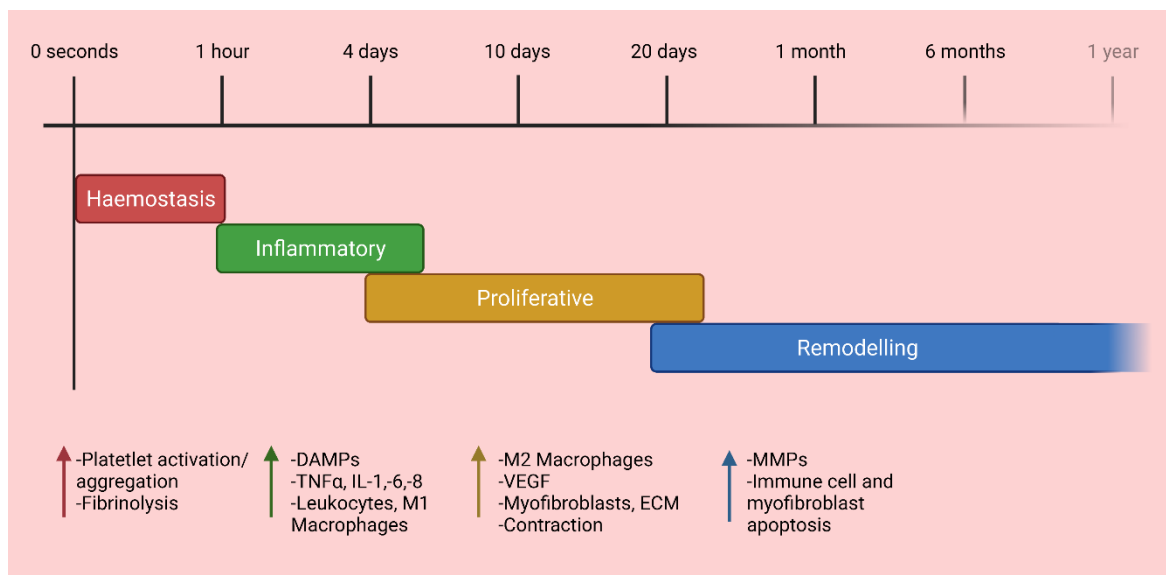 0 seconds 1 hour 4 days 10 days 20 days 1 month 6 months 1 year
Haemostasis
Inflammatory
Proliferative
Remodelling
-Platetlet activation/
aggregation
-Fibrinolysis
-DAMPs
-TNFα, IL-1,-6,-8
-Leukocytes, M1
Macrophages
-M2 Macrophages
-VEGF
-Myofibroblasts, ECM
-Contraction
-MMPs
-Immune cell and
myofibroblast
apoptosis